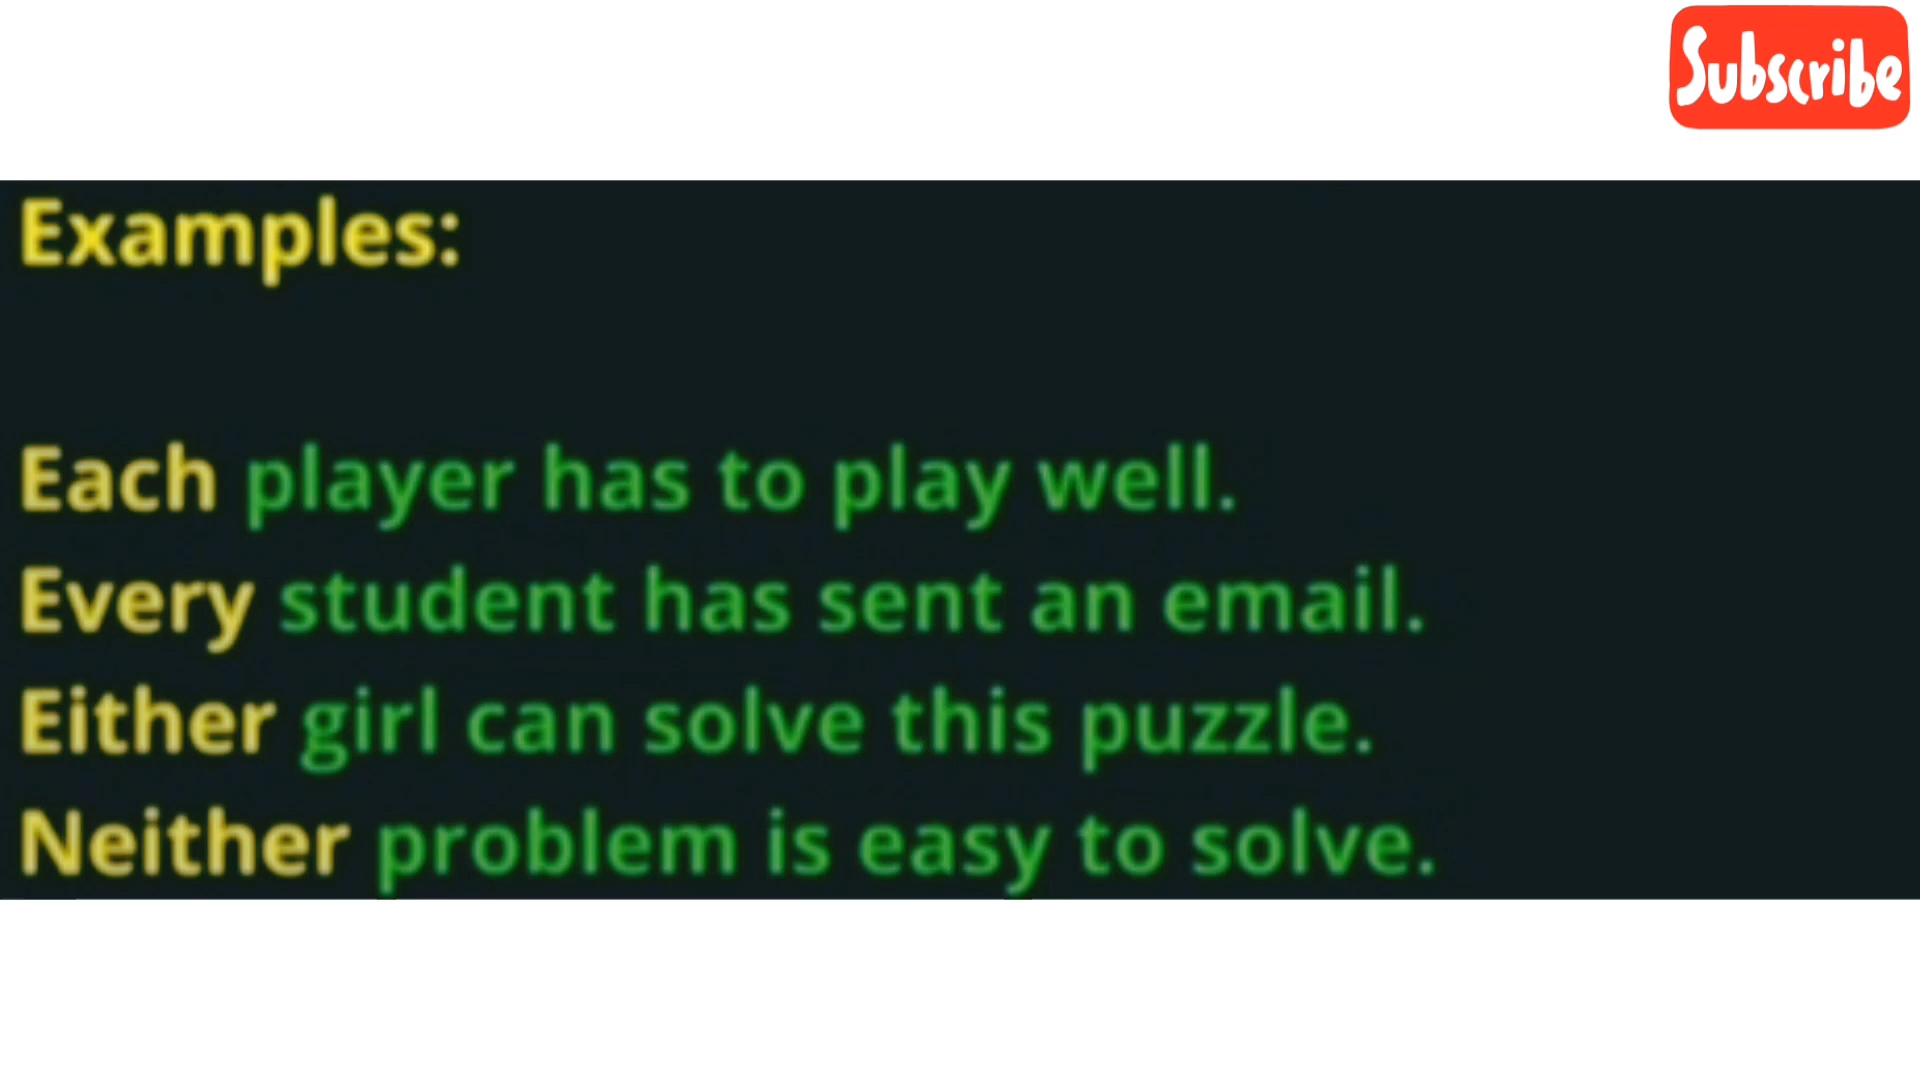 Subscribe
Examples:
Each player has to play well.
Every student has sent an email.
Either girl can solve this puzzle.
Neither problem is easy to solve.